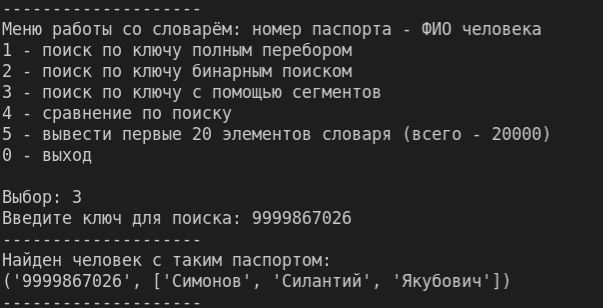 --------------------
Меню работы со словарём: номер паспорта - ФИО человека
1 - поиск по ключу полным перебором
2 - поиск по ключу бинарным поиском
3 - поиск по ключу с помощью сегментов
4 - сравнение по поиску
5 - вывести первые 20 элементов словаря (всего - 20000)
0 - выход
Выбор: 3
Введите ключ для поиска: 9999867026
--------------------
Найден человек с таким паспортом:
('9999867026', ['Симонов', 'Силантий', 'Якубович'])
--------------------